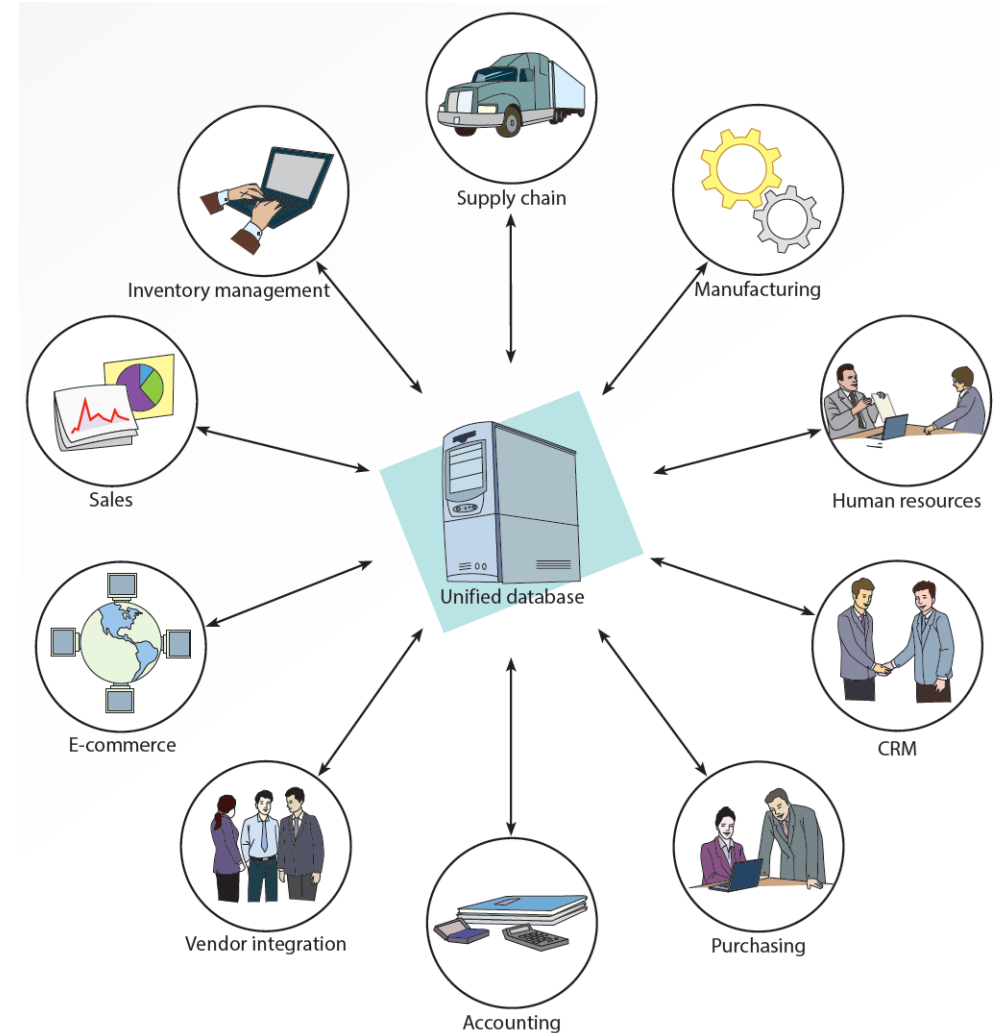 Supply chain
Inventory management
Manufacturing
Sales
Human resources
Unified database
E-commerce
CRM
Vendor integration
Purchasing
Accounting